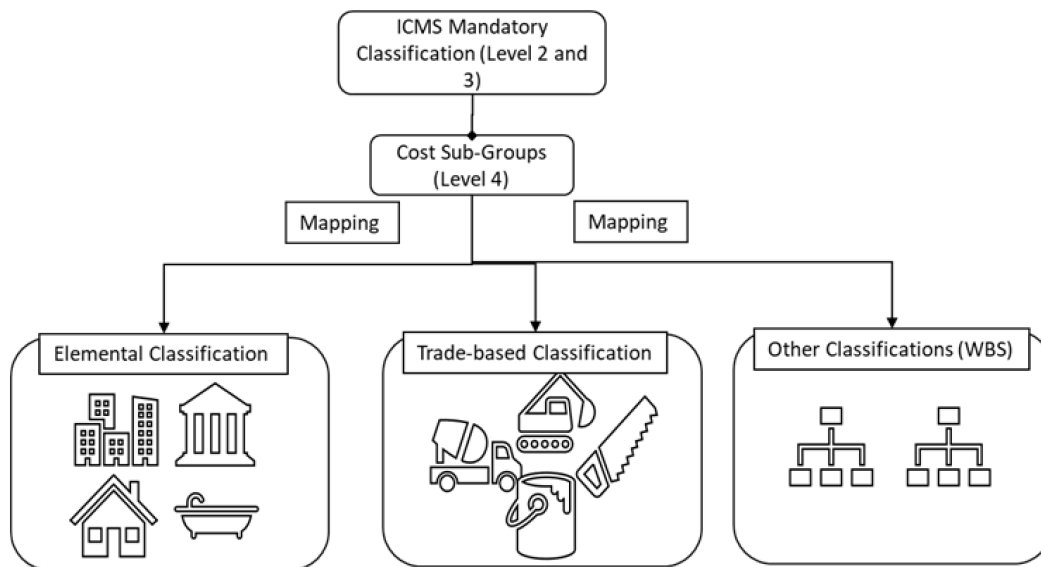 ICMS Mandatory
Classification (Level 2 and
3)
Cost Sub-Groups
(Level 4)
Mapping
Mapping
Elemental Classification
Trade-based Classification
Other Classifications (WBS)